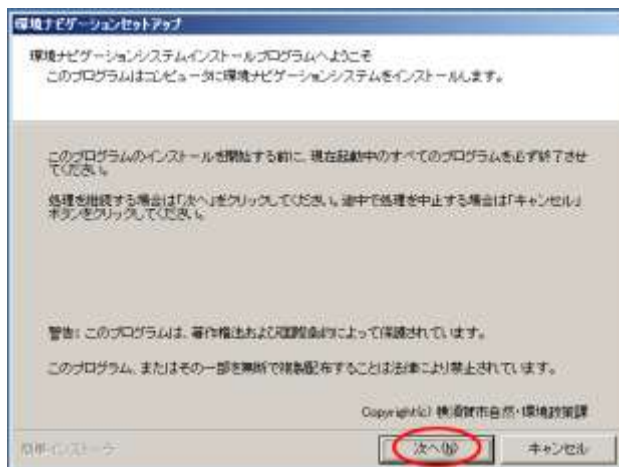 環境ナビゲーションセットアップ
環境ナビゲーションシステムインストールプログラムへようこそ
このプログラムはコンピュータに環境ナビゲーションシステムをインストールします。
このプログラムのインストールを開始する前に、現在起動中のすべてのプログラムを必ず終了させ
てください。
処理を継続する場合は「次へ」をクリックしてください。途中で処理を中止する場合は「キャンセル」
ボタンをクリックしてください。
警告: このプログラムは、著作権法および国際条約によって保護されています。
このプログラム、またはその一部を無断で複製配布することは法律により禁止されています。
Copyright(c) 横須賀市自然・環境政策課
簡単インストーラ
次へ(N)
キャンセル